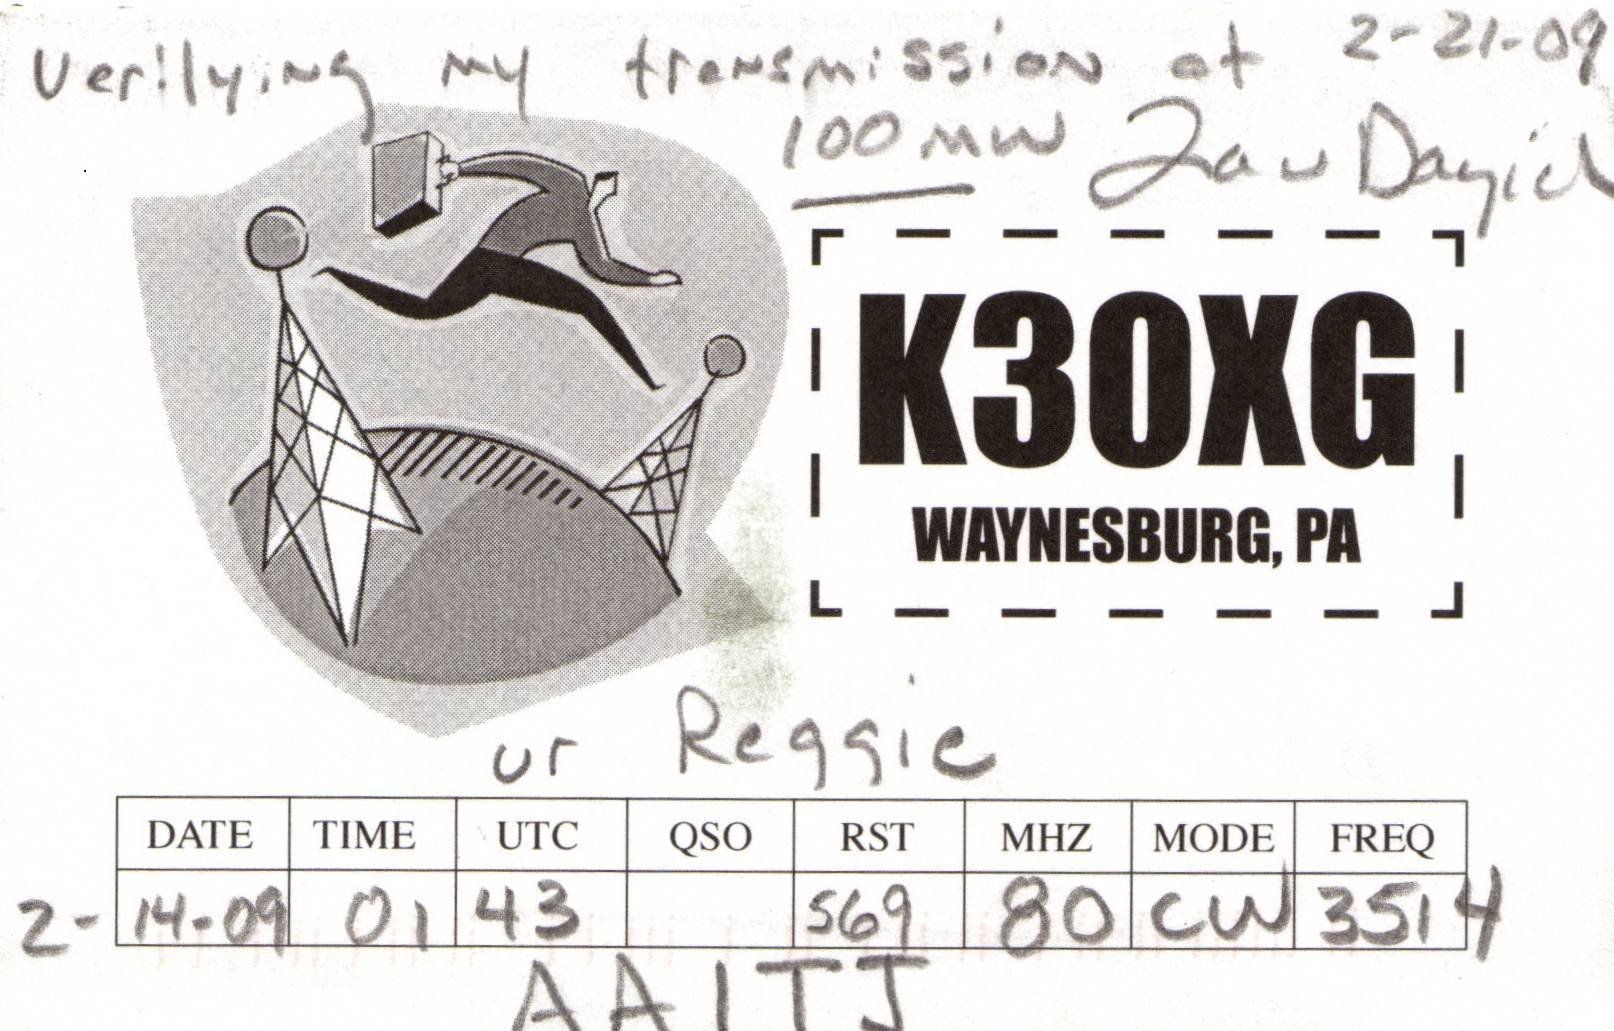 Verifying my transmission at 2-21-09
100 MW
K3OXG
WAYNESBURG, PA
ur Reggie
DATE TIME UTC QSO RST MHZ MODE FREQ
2-14-09 01 43 569 80 CW 3514
AA1TJ